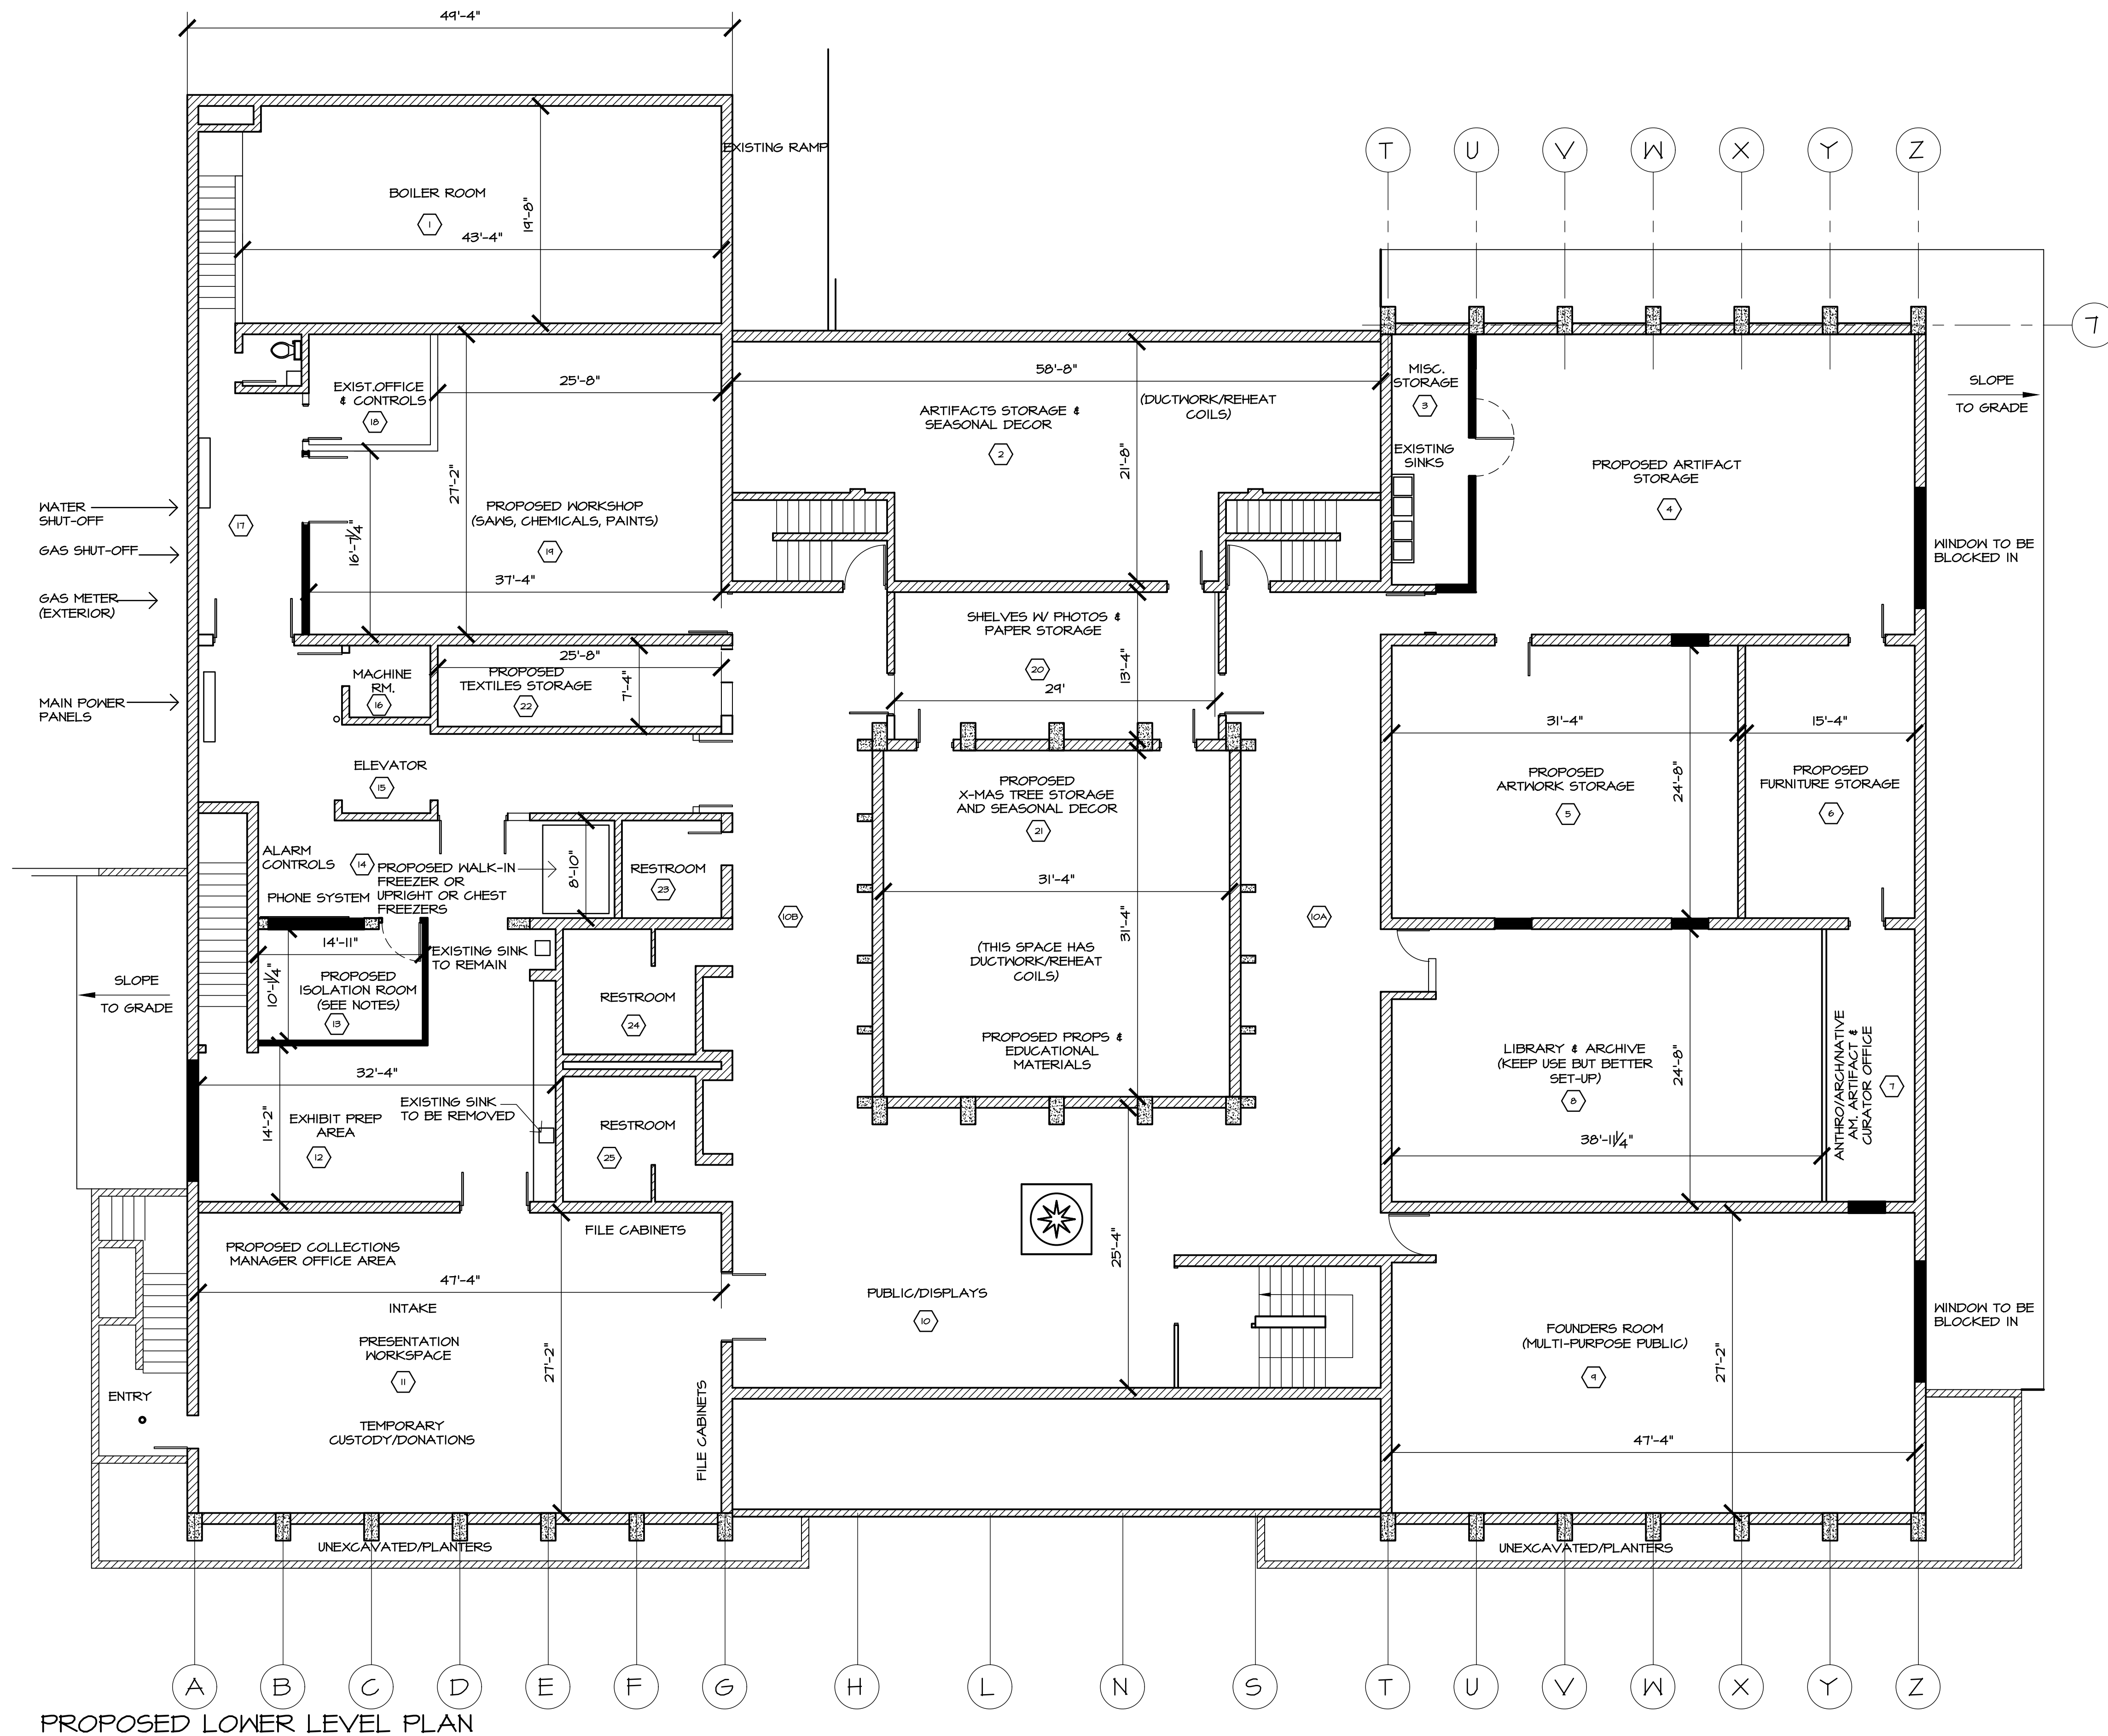 49'-4"
EXISTING RAMP
BOILER ROOM
1
43'-4"
19'-8"
T
U
V
W
X
Y
Z
7
EXIST.OFFICE
& CONTROLS
18
25'-8"
27'-2"
16'-7¼"
PROPOSED WORKSHOP
(SAWS, CHEMICALS, PAINTS)
19
37'-4"
17
WATER
SHUT-OFF
GAS SHUT-OFF
GAS METER
(EXTERIOR)
MAIN POWER
PANELS
58'-8"
ARTIFACTS STORAGE &
SEASONAL DECOR
2
(DUCTWORK/REHEAT
COILS)
21'-8"
MISC.
STORAGE
3
EXISTING
SINKS
PROPOSED ARTIFACT
STORAGE
4
SLOPE
TO GRADE
WINDOW TO BE
BLOCKED IN
MACHINE
RM.
16
25'-8"
PROPOSED
TEXTILES STORAGE
22
7'-4"
SHELVES W/ PHOTOS &
PAPER STORAGE
20
13'-4"
29'
31'-4"
15'-4"
PROPOSED
ARTWORK STORAGE
5
24'-8"
PROPOSED
FURNITURE STORAGE
6
ELEVATOR
15
PROPOSED
X-MAS TREE STORAGE
AND SEASONAL DECOR
21
31'-4"
31'-4"
(THIS SPACE HAS
DUCTWORK/REHEAT
COILS)
PROPOSED PROPS &
EDUCATIONAL
MATERIALS
10B
10A
ALARM
CONTROLS
14
PHONE SYSTEM
PROPOSED WALK-IN
FREEZER OR
UPRIGHT OR CHEST
FREEZERS
8'-10"
RESTROOM
23
14'-11"
10'-1¼"
PROPOSED
ISOLATION ROOM
(SEE NOTES)
13
EXISTING SINK
TO REMAIN
RESTROOM
24
SLOPE
TO GRADE
32'-4"
14'-2"
EXHIBIT PREP
AREA
12
EXISTING SINK
TO BE REMOVED
RESTROOM
25
LIBRARY & ARCHIVE
(KEEP USE BUT BETTER
SET-UP)
8
24'-8"
38'-11¼"
ANTHRO/ARCH/NATIVE
AM. ARTIFACT &
CURATOR OFFICE
7
FILE CABINETS
PROPOSED COLLECTIONS
MANAGER OFFICE AREA
47'-4"
INTAKE
PRESENTATION
WORKSPACE
11
27'-2"
TEMPORARY
CUSTODY/DONATIONS
FILE CABINETS
ENTRY
PUBLIC/DISPLAYS
10
25'-4"
FOUNDERS ROOM
(MULTI-PURPOSE PUBLIC)
9
27'-2"
47'-4"
WINDOW TO BE
BLOCKED IN
UNEXCAVATED/PLANTERS
UNEXCAVATED/PLANTERS
A
B
C
D
E
F
G
H
L
N
S
T
U
V
W
X
Y
Z
PROPOSED LOWER LEVEL PLAN